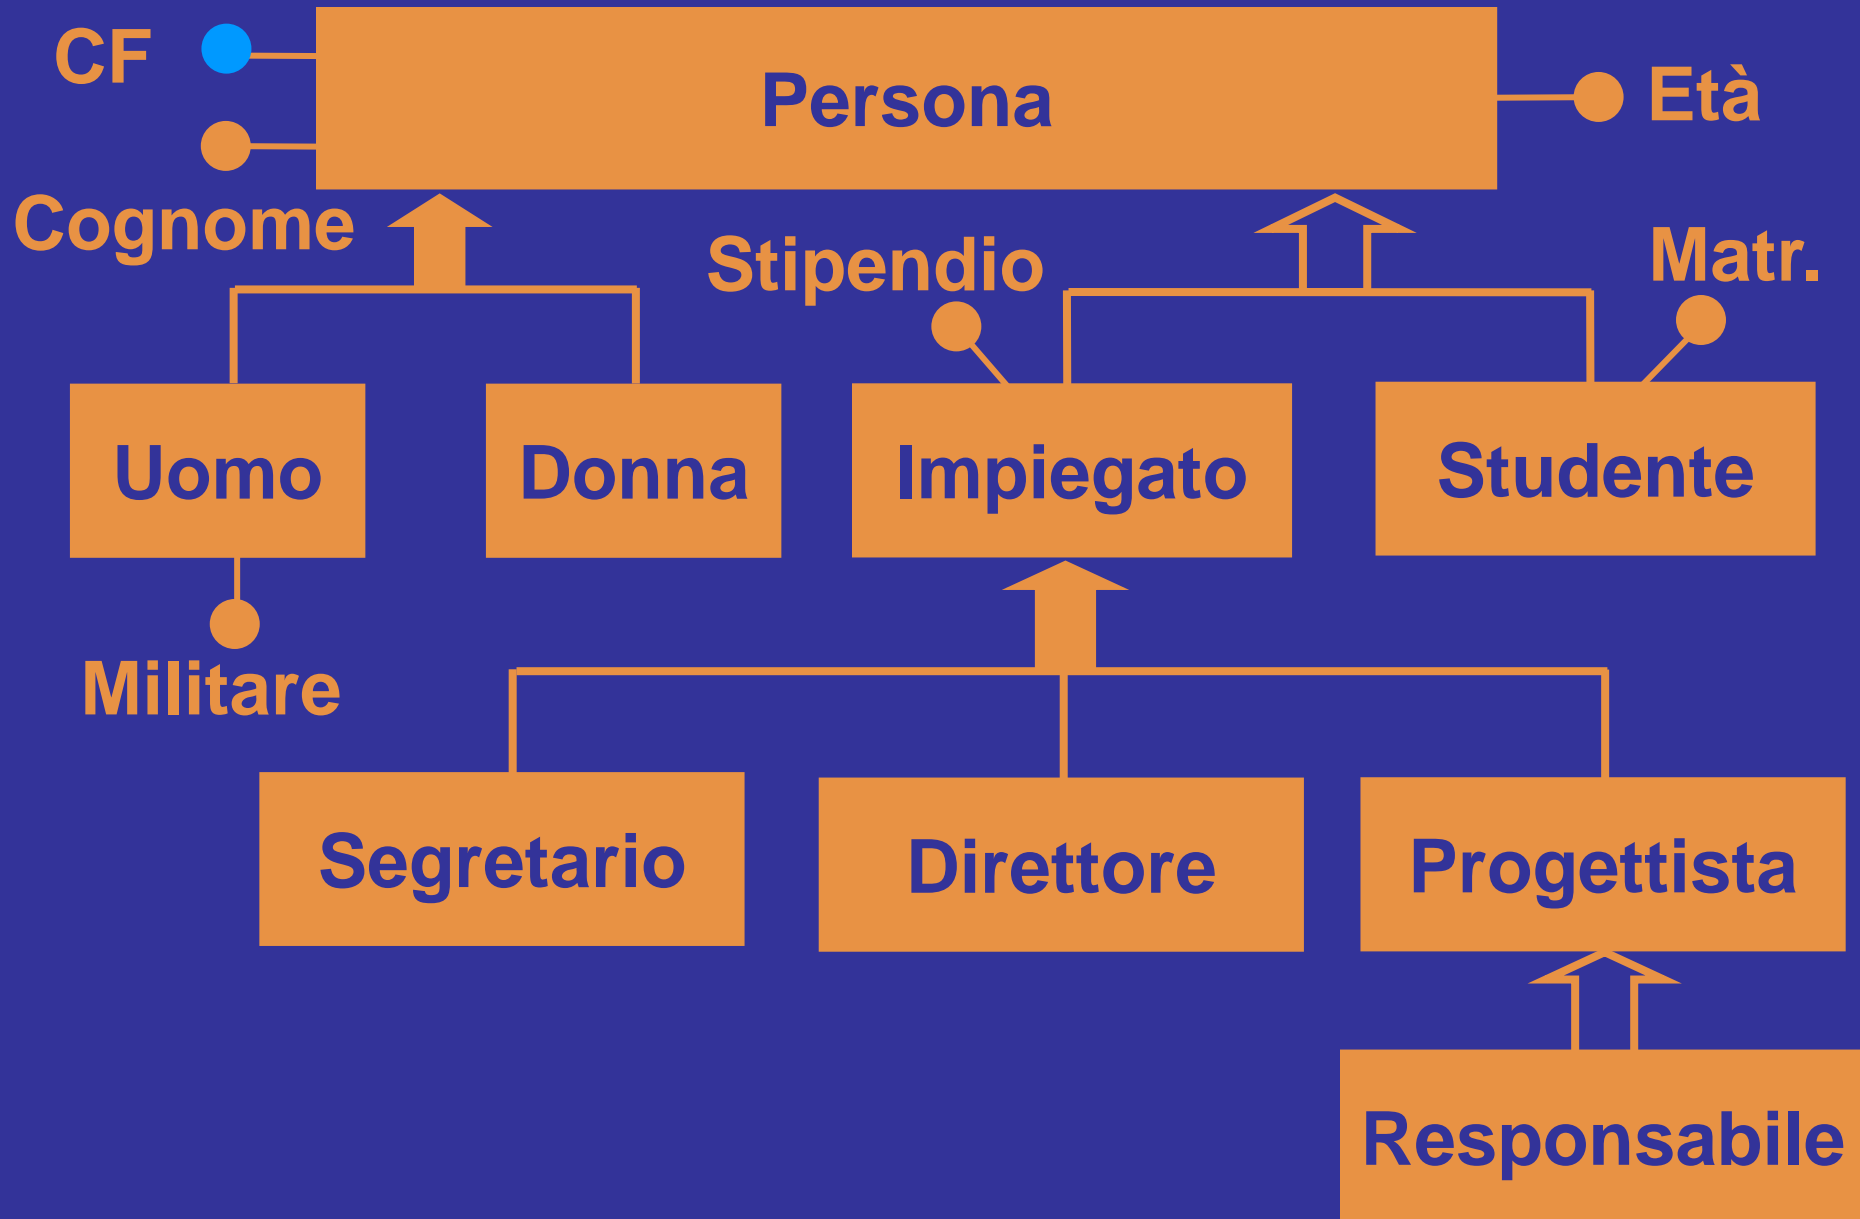 CF
Persona
Età
Cognome
Stipendio
Matr.
Uomo
Donna
Impiegato
Studente
Militare
Segretario
Direttore
Progettista
Responsabile